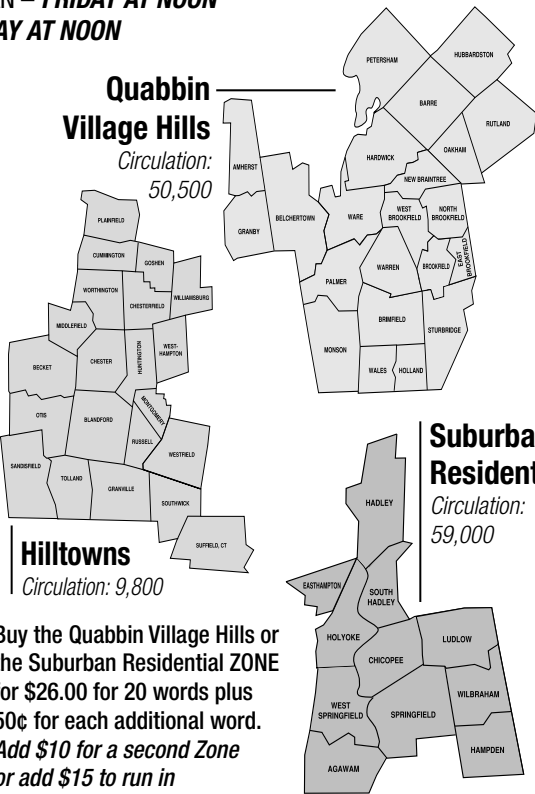 – FRIDAY AT NOON
AY AT NOON
Quabbin
Village Hills
Circulation:
50,500
PETERSHAM
HUBBARDSTON
BARRE
RUTLAND
OAKHAM
HARDWICK
NEW BRAINTREE
AMHERST
BELCHERTOWN
GRANBY
WARE
WEST
BROOKFIELD
NORTH
BROOKFIELD
EAST
BROOKFIELD
BROOKFIELD
WARREN
PALMER
BRIMFIELD
STURBRIDGE
MONSON
WALES
HOLLAND
PLAINFIELD
CUMMINGTON
GOSHEN
WORTHINGTON
CHESTERFIELD
WILLIAMSBURG
MIDDLEFIELD
CHESTER
HUNTINGTON
WEST-
HAMPTON
BECKET
MONTGOMERY
OTIS
BLANDFORD
RUSSELL
WESTFIELD
SANDISFIELD
TOLLAND
GRANVILLE
SOUTHWICK
SUFFIELD, CT
Hilltowns
Circulation: 9,800
Suburba
Resident
Circulation:
59,000
HADLEY
EASTHAMPTON
SOUTH
HADLEY
HOLYOKE
CHICOPEE
LUDLOW
WEST
SPRINGFIELD
SPRINGFIELD
WILBRAHAM
HAMPDEN
AGAWAM
Buy the Quabbin Village Hills or
the Suburban Residential ZONE
for $26.00 for 20 words plus
50¢ for each additional word.
Add $10 for a second Zone
or add $15 to run in